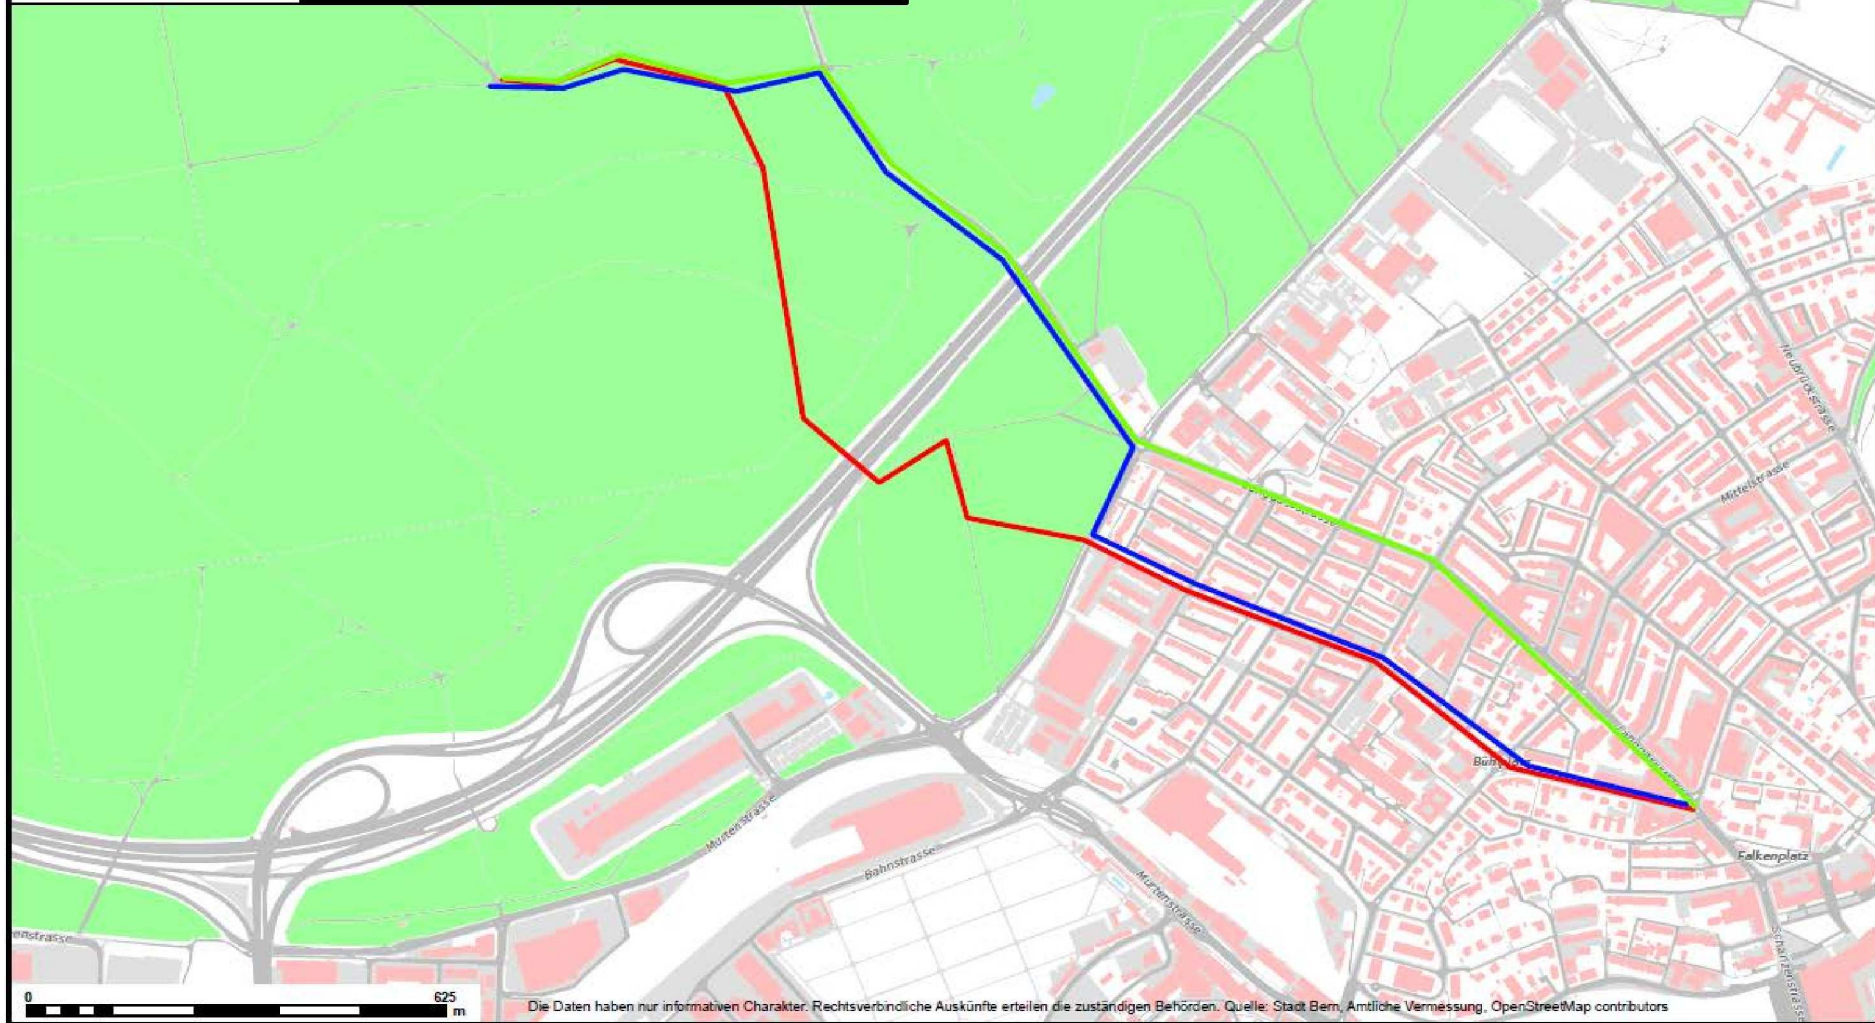 Neubrückstrasse
Mittelstrasse
Bühlplatz
Falkenplatz
Murtenstrasse
Bahnstrasse
Murtenstrasse
Schanzenstrasse
enstrasse
0 625
m
Die Daten haben nur informativen Charakter. Rechtsverbindliche Auskünfte erteilen die zuständigen Behörden. Quelle: Stadt Bern, Amtliche Vermessung, OpenStreetMap contributors